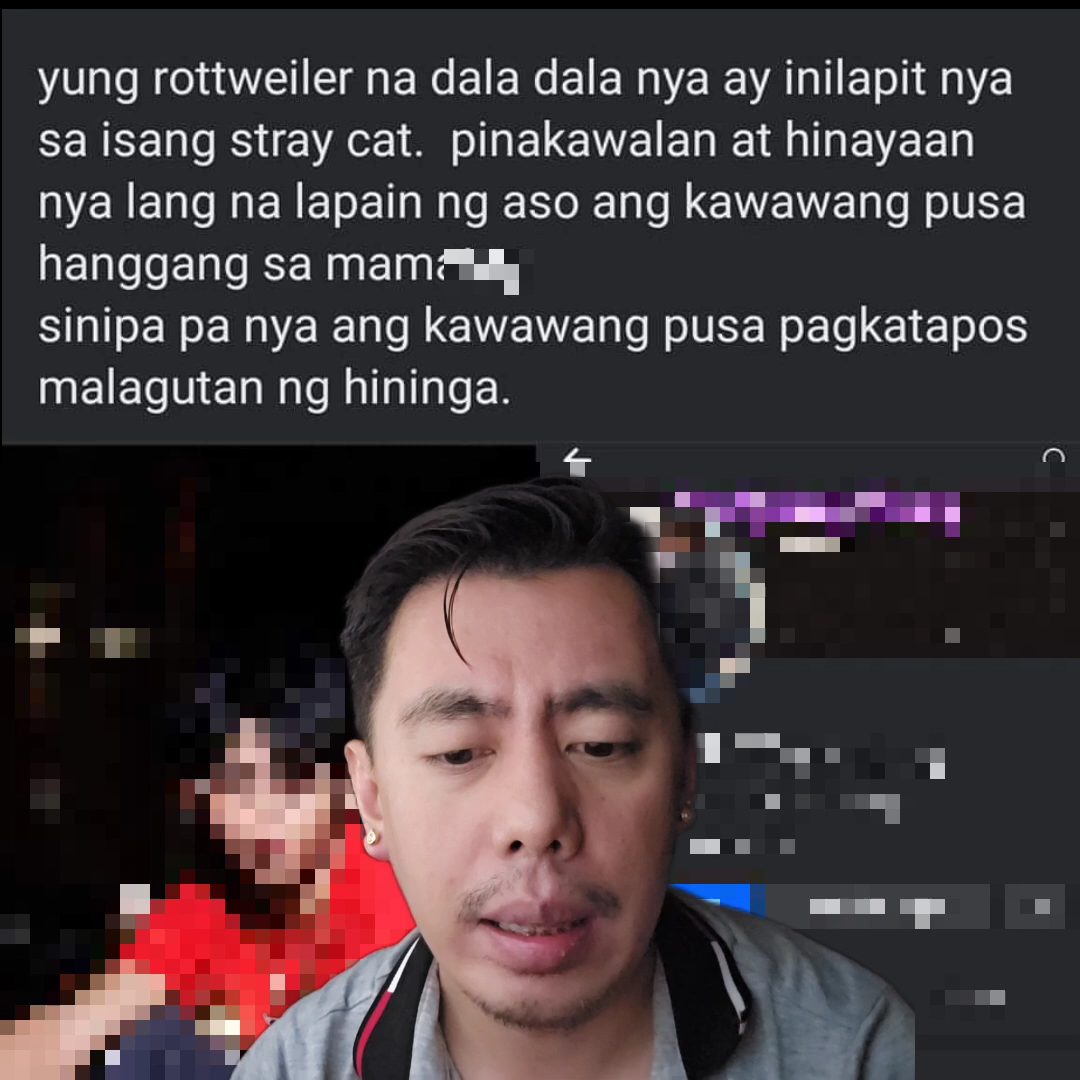 yung rottweiler na dala dala nya ay inilapit nya
sa isang stray cat. pinakawalan at hinayaan
nya lang na lapain ng aso ang kawawang pusa
hanggang sa
sinipa pa nya ang kawawang pusa pagkatapos
malagutan ng hininga.